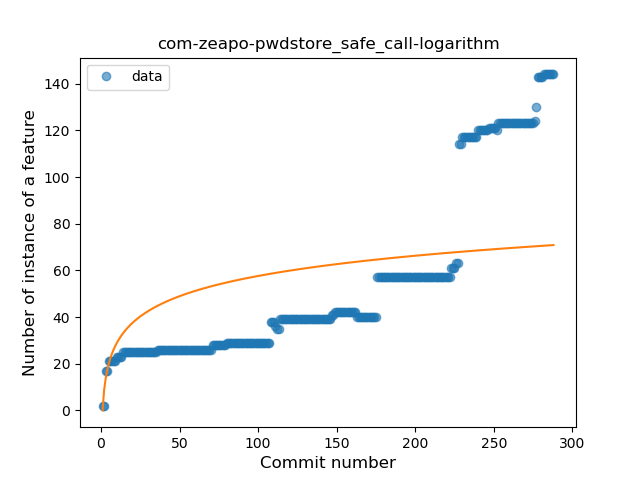 com-zeapo-pwdstore_safe_call-logarithm
data
Number of instance of a feature
140
120
100
80
60
40
20
0
0 50 100 150 200 250 300
Commit number